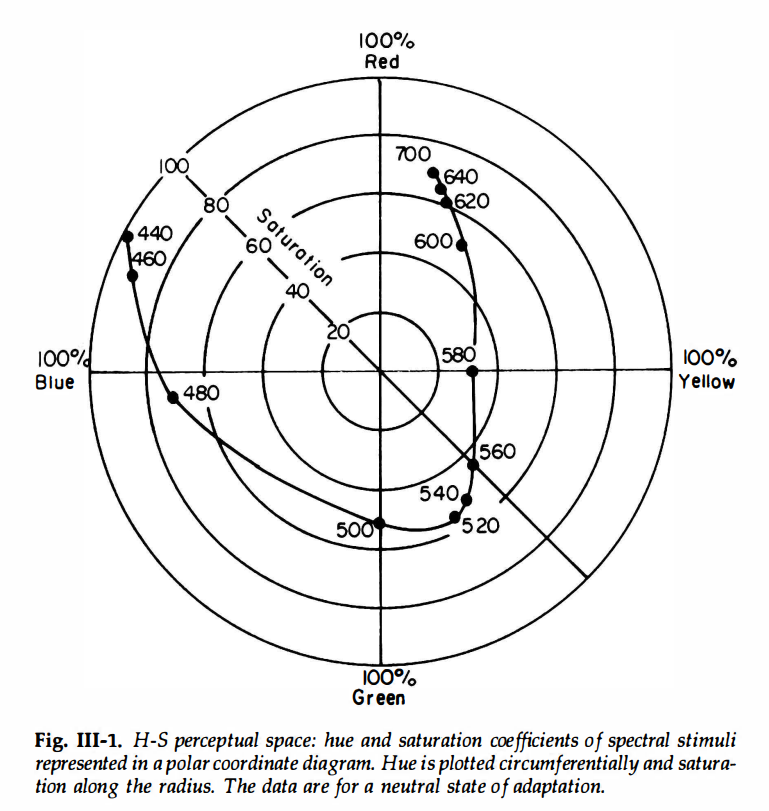 100%
Red
700
640
620
600
580
560
540
520
500
480
460
440
100
80
60
40
20
Saturation
100%
Blue
100%
Yellow
100%
Green
Fig. III-1. H-S perceptual space: hue and saturation coefficients of spectral stimuli
represented in a polar coordinate diagram. Hue is plotted circumferentially and satura-
tion along the radius. The data are for a neutral state of adaptation.